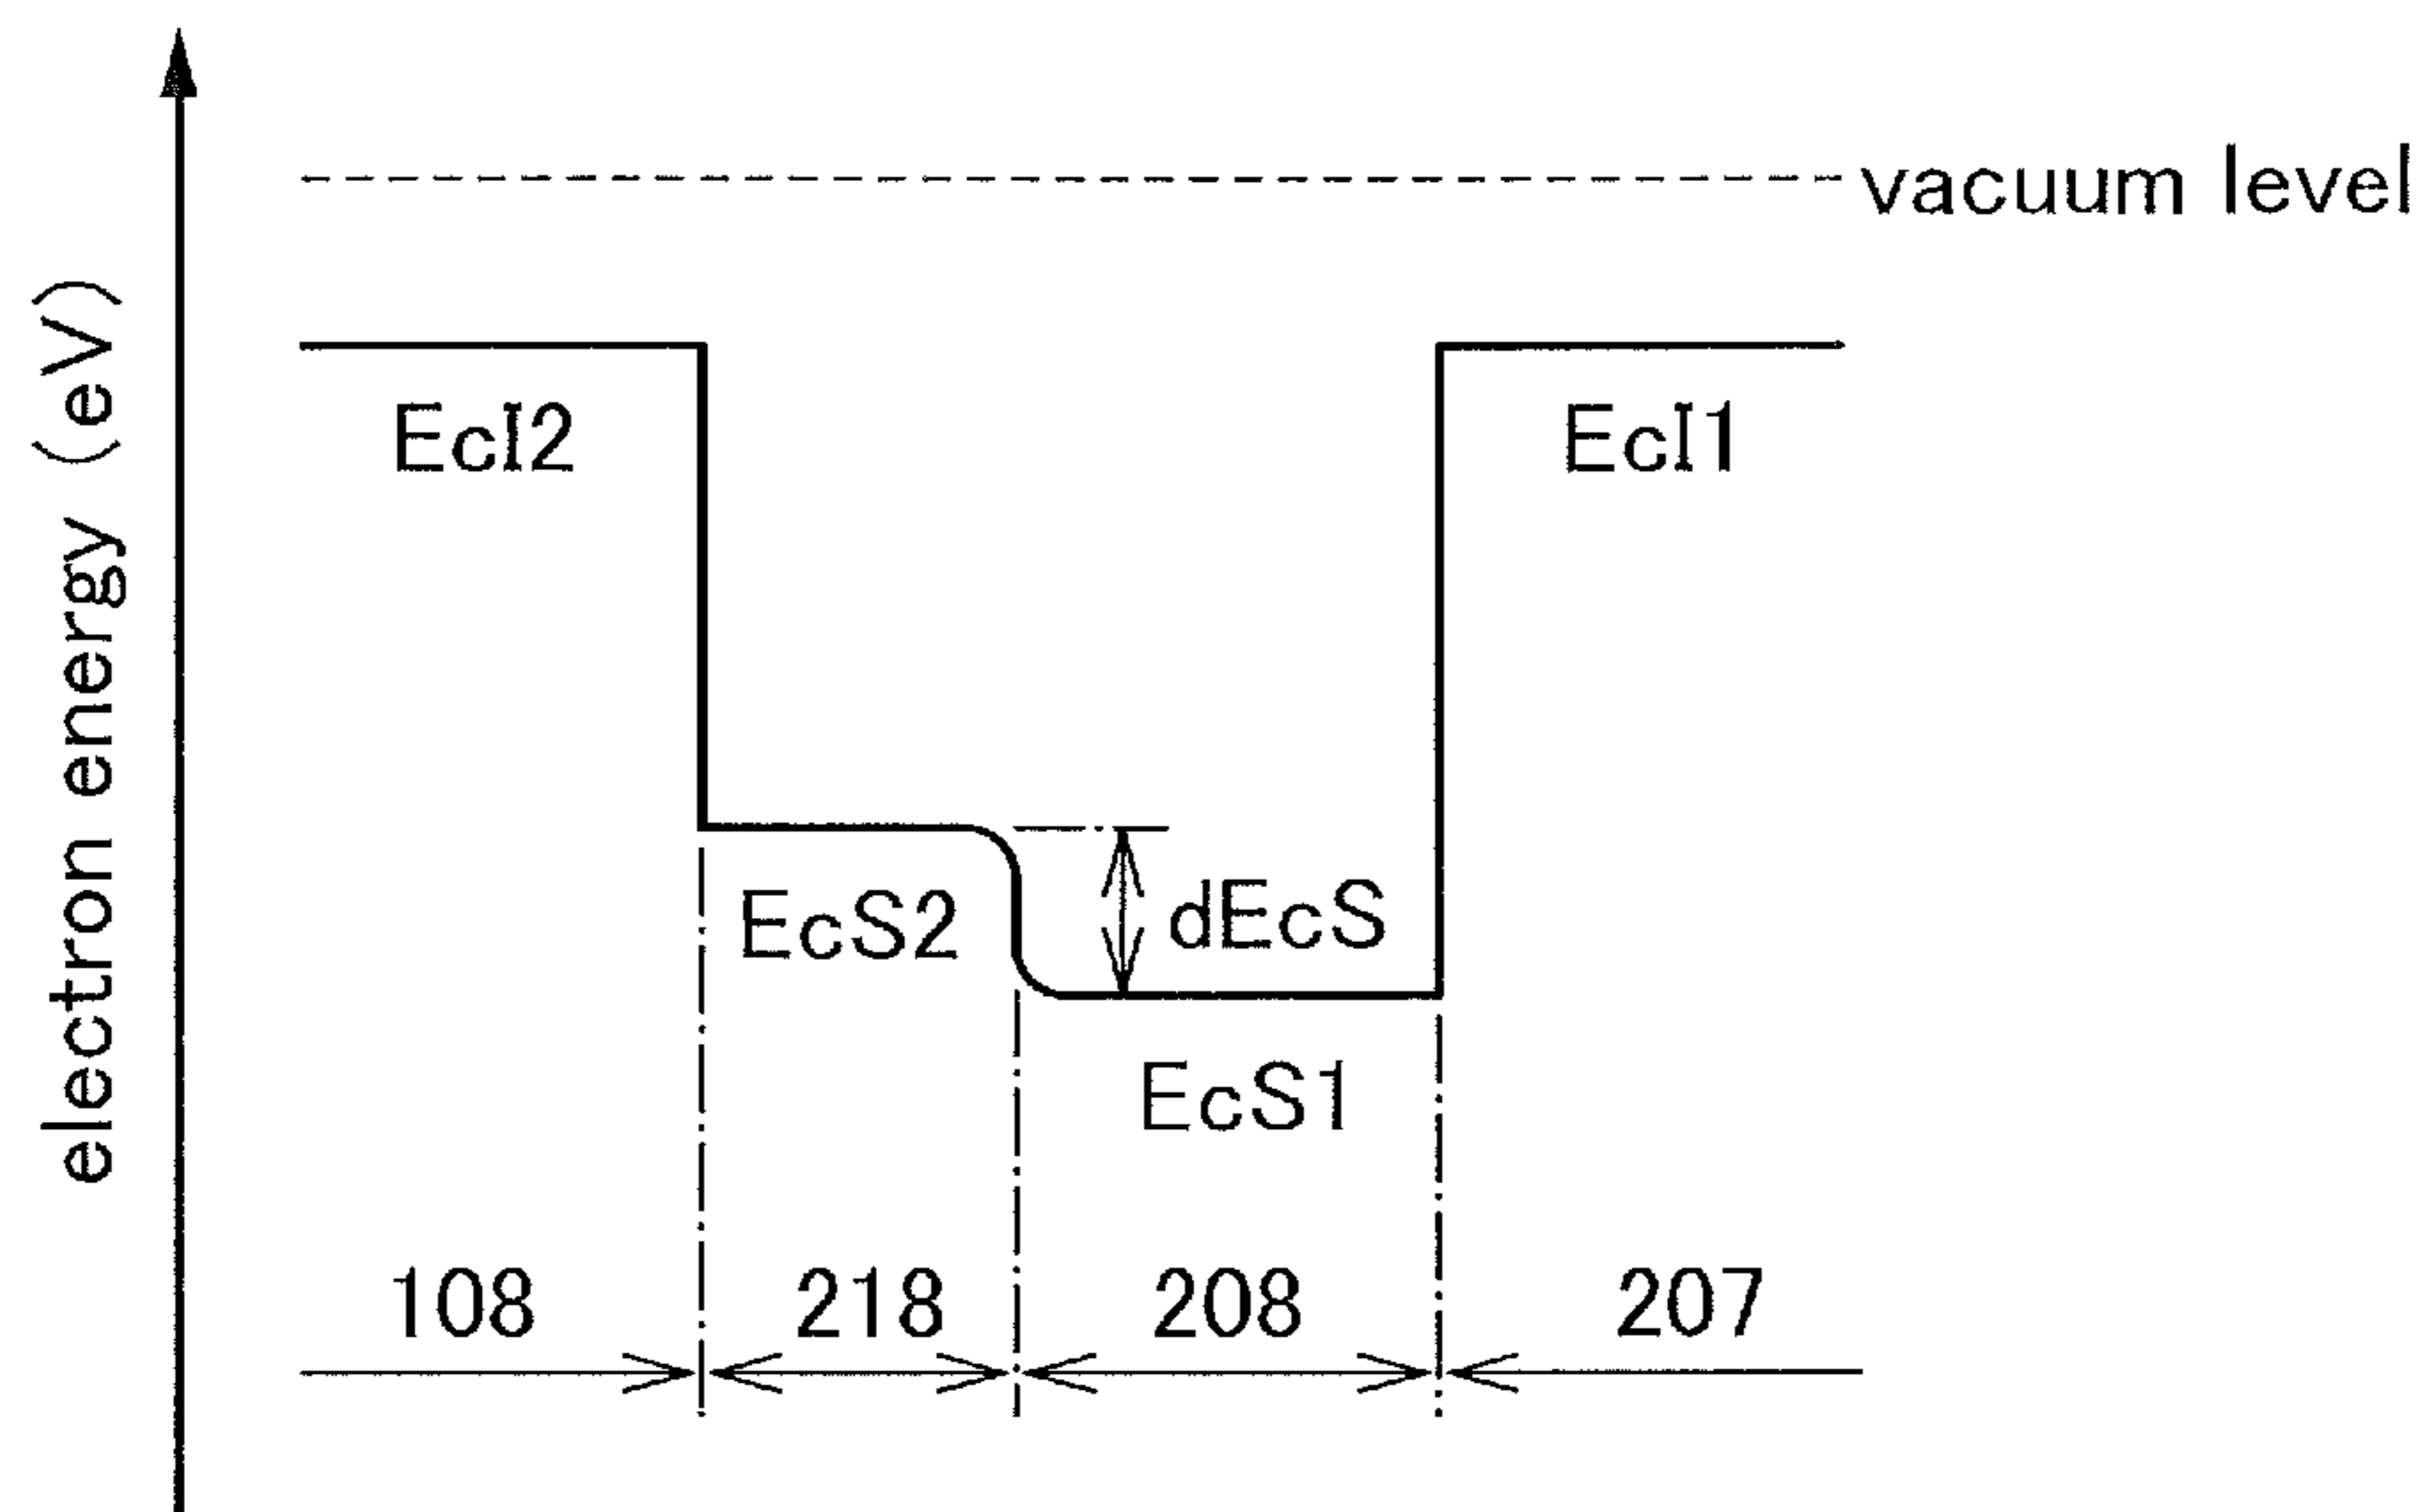 electron energy (eV)
vacuum level
EcI2
EcI1
EcS2
dEcS
EcS1
108
218
208
207